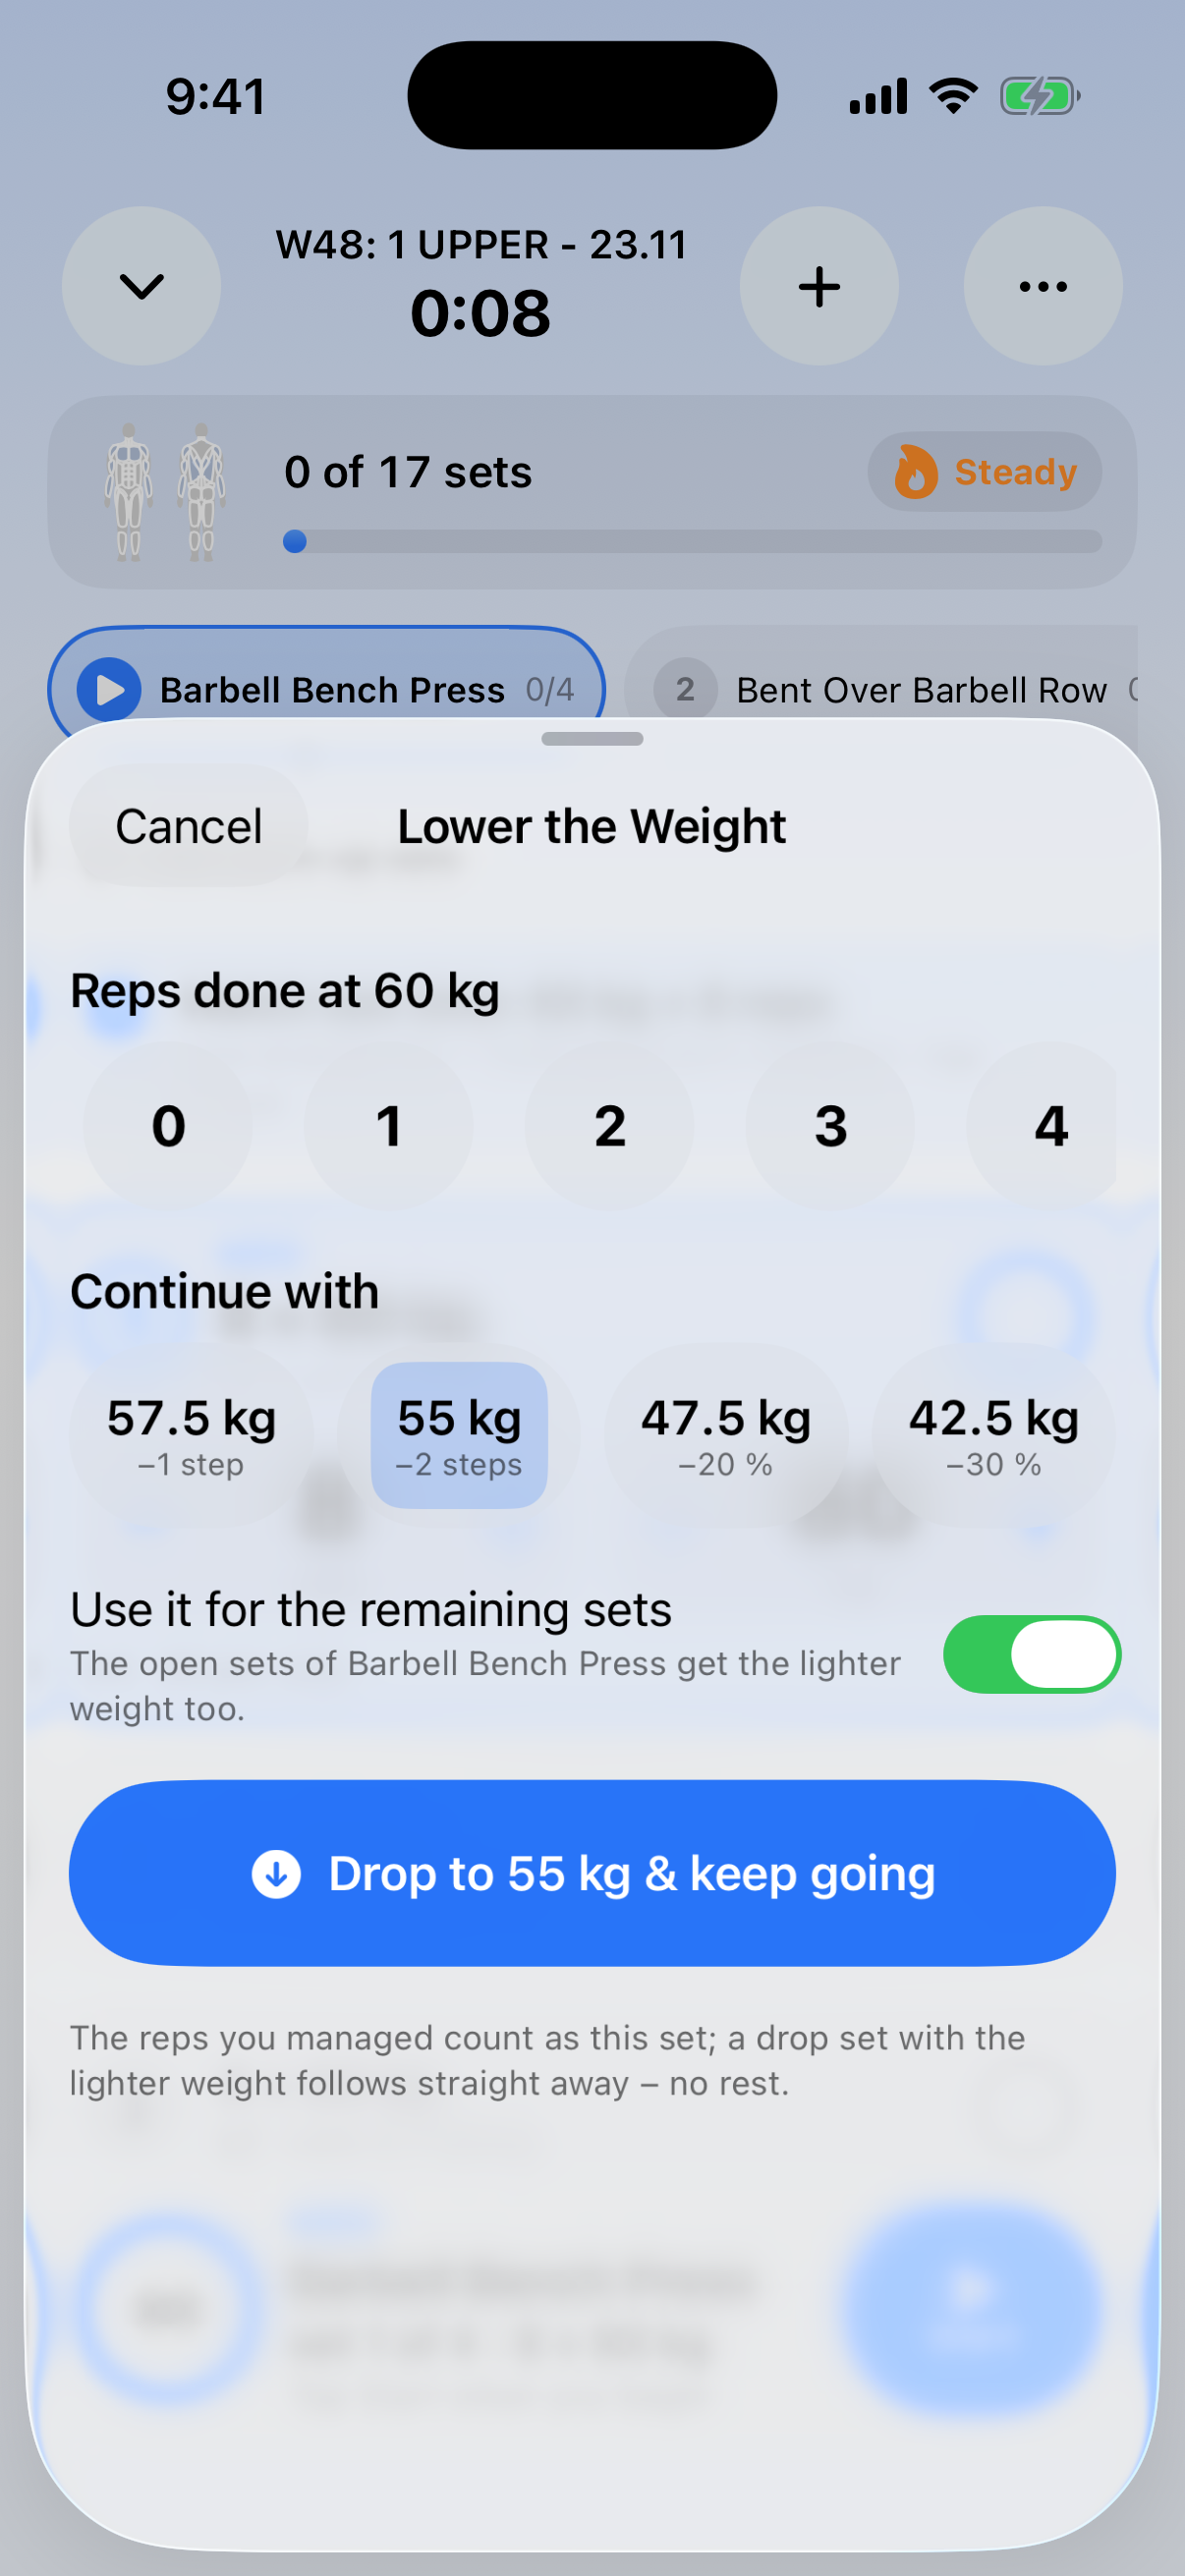 9:41
W48: 1 UPPER - 23.11
0:08
0 of 17 sets
Steady
Barbell Bench Press 0/4
2 Bent Over Barbell Row
Cancel
Lower the Weight
Reps done at 60 kg
0 1 2 3 4
Continue with
57.5 kg 55 kg 47.5 kg 42.5 kg
–1 step –2 steps –20 % –30 %
Use it for the remaining sets
The open sets of Barbell Bench Press get the lighter
weight too.
Drop to 55 kg & keep going
The reps you managed count as this set; a drop set with the
lighter weight follows straight away – no rest.